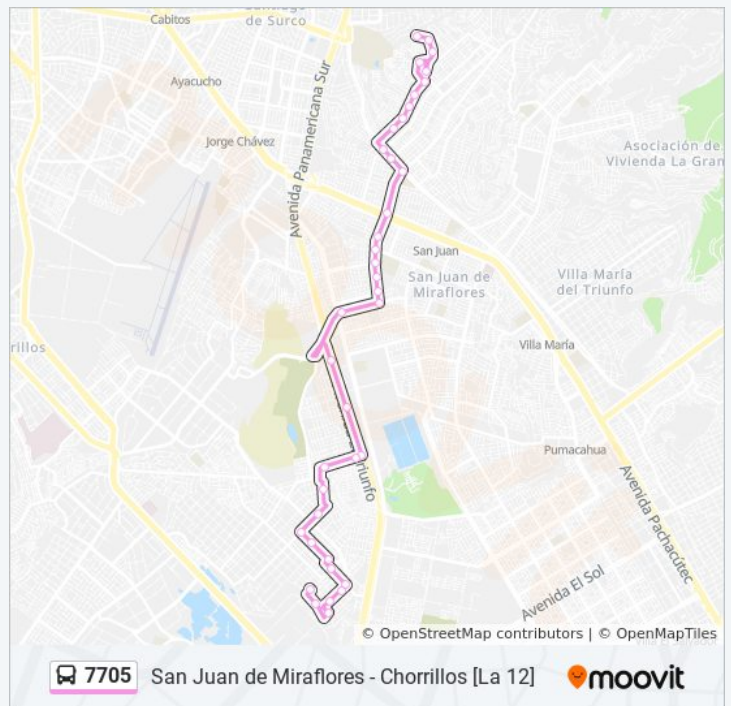 Cabitos
de Surco
Ayacucho
Jorge Chávez
Avenida Panamericana Sur
Asociación de
Vivienda La Gran
San Juan
San Juan de
Miraflores
Villa María
del Triunfo
rillos
Villa María
Pumacahua
Triunfo
Avenida Pachacútec
Avenida El Sol
© OpenStreetMap contributors | © OpenMapTiles
7705 San Juan de Miraflores - Chorrillos [La 12] moovit